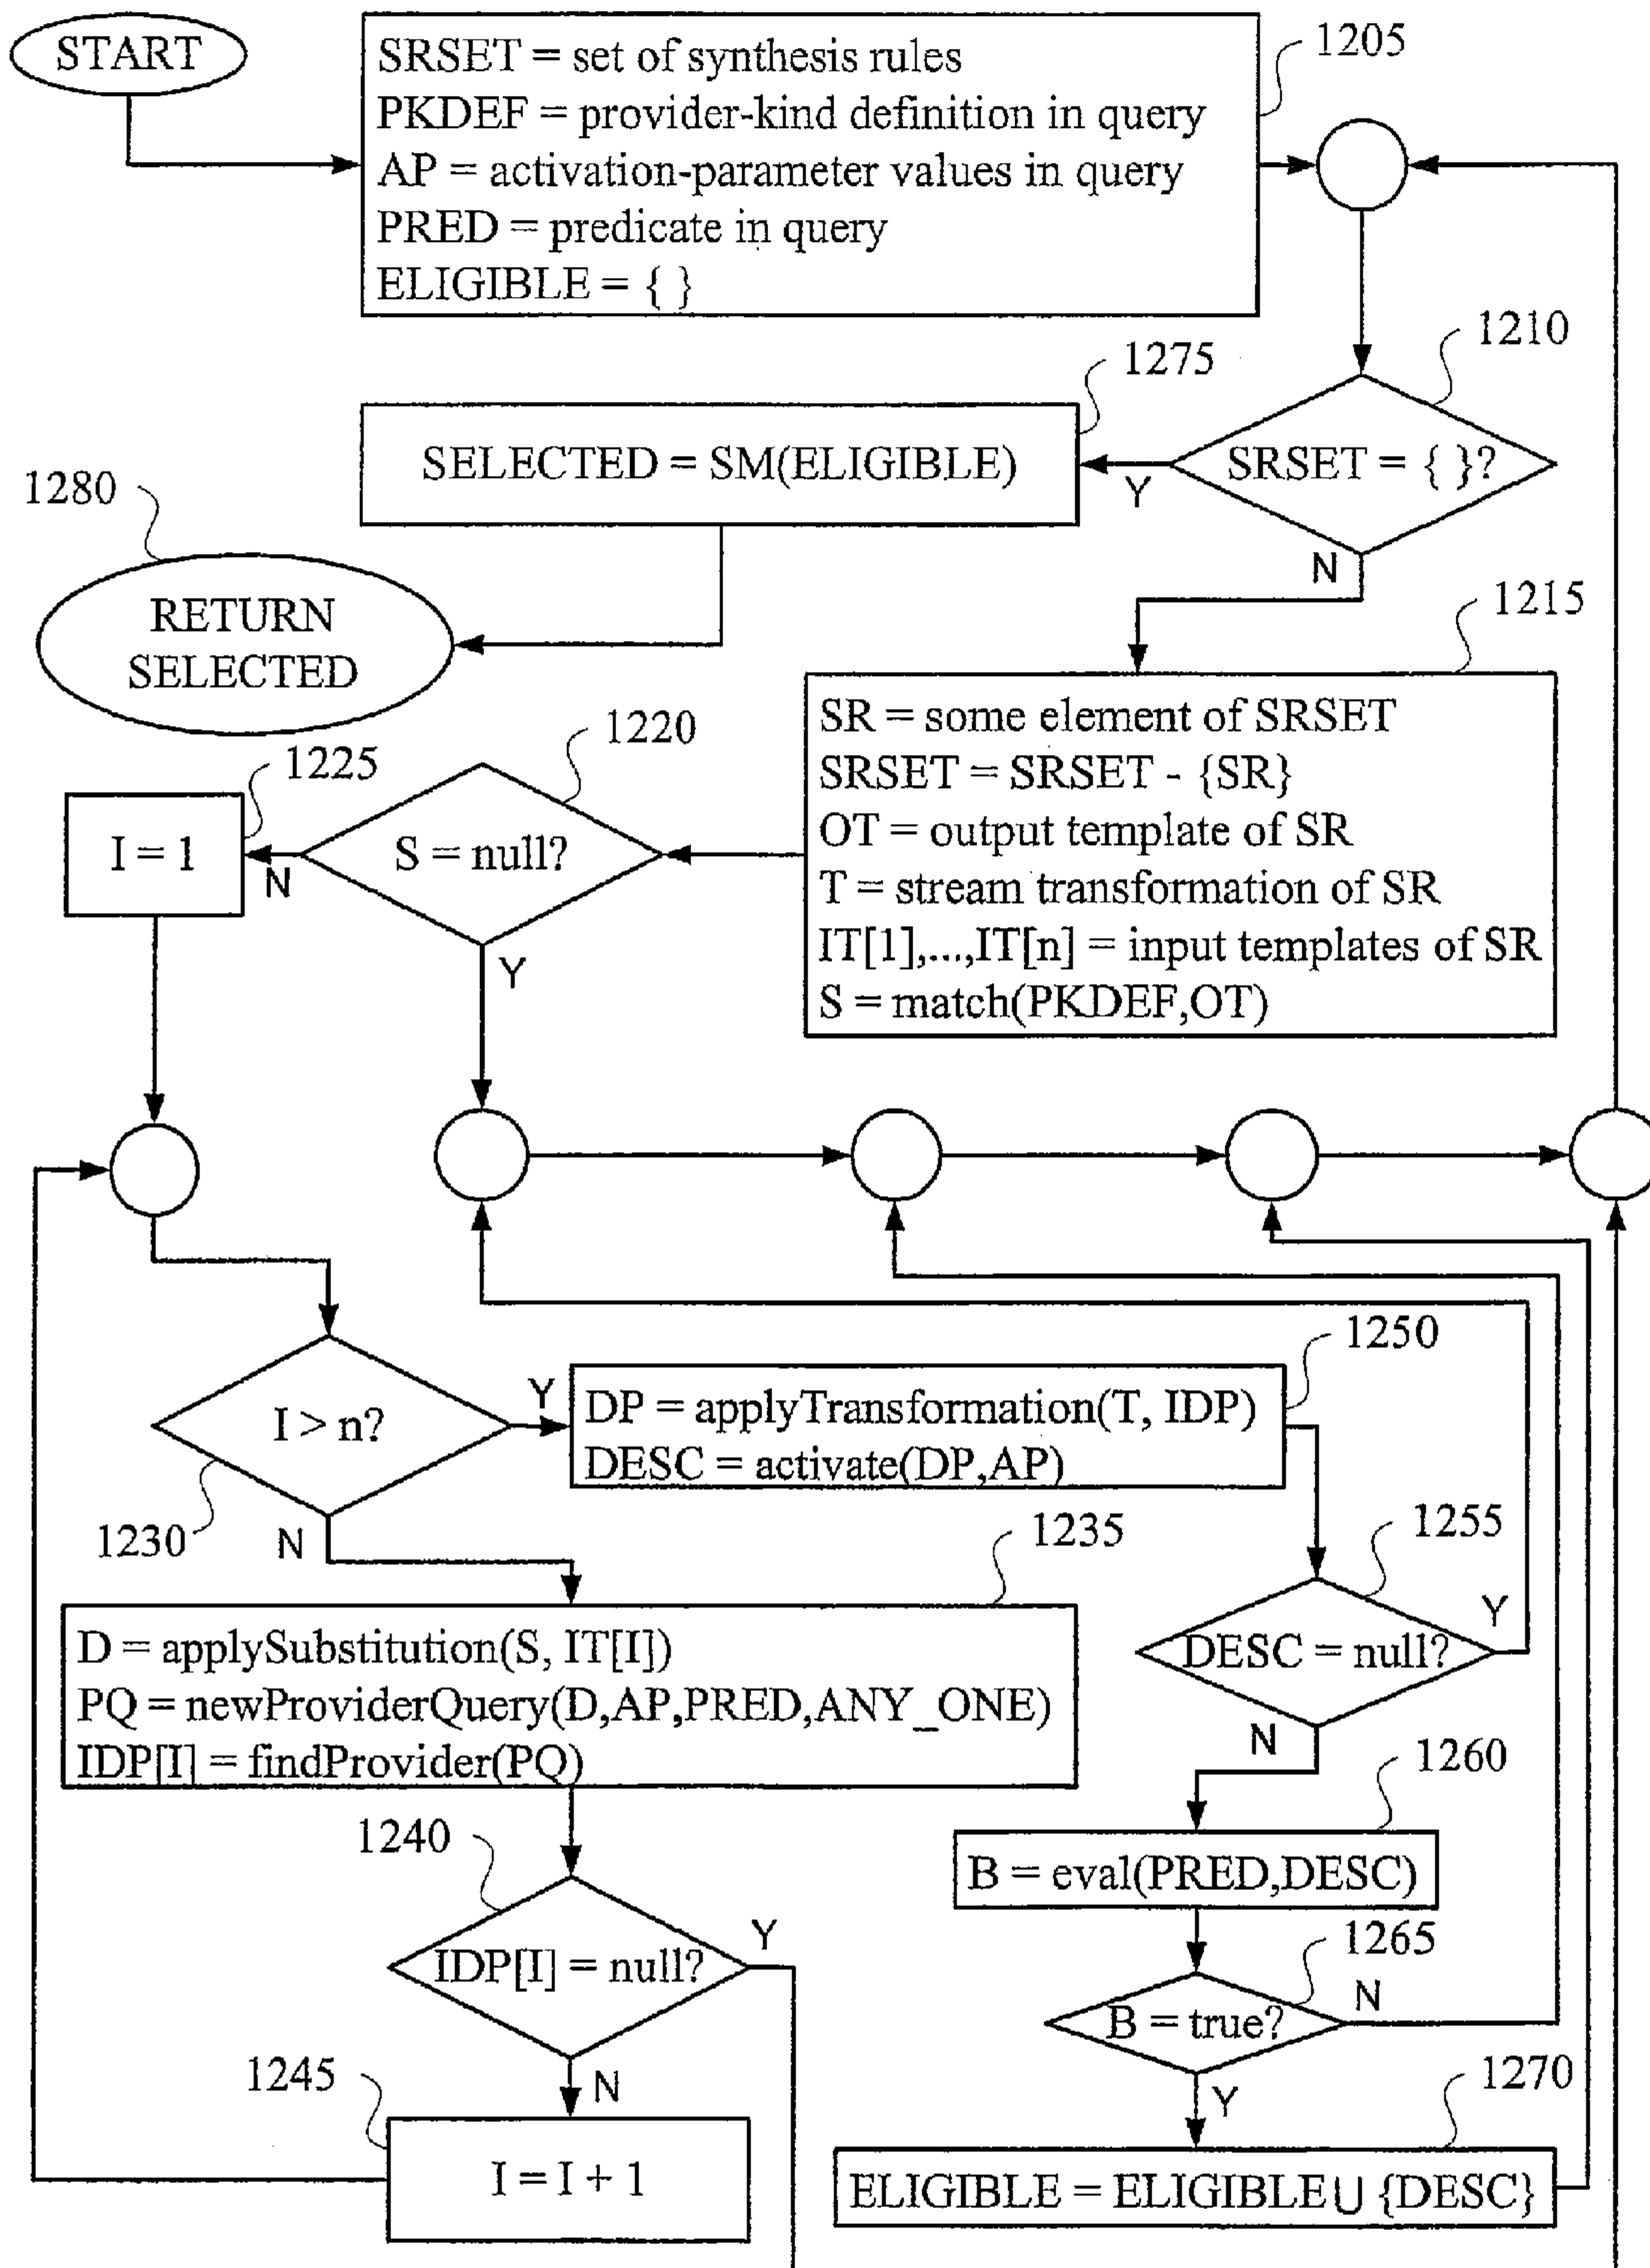 START
SRSET = set of synthesis rules
PKDEF = provider-kind definition in query
AP = activation-parameter values in query
PRED = predicate in query
ELIGIBLE = { }
1205
1210
SRSET = { }?
Y
N
1275
SELECTED = SM(ELIGIBLE)
1280
RETURN
SELECTED
1215
SR = some element of SRSET
SRSET = SRSET - {SR}
OT = output template of SR
T = stream transformation of SR
IT[1],...,IT[n] = input templates of SR
S = match(PKDEF,OT)
1220
S = null?
N
Y
1225
I = 1
I > n?
1230
Y
N
1250
DP = applyTransformation(T, IDP)
DESC = activate(DP,AP)
1235
D = applySubstitution(S, IT[I])
PQ = newProviderQuery(D,AP,PRED,ANY_ONE)
IDP[I] = findProvider(PQ)
1255
DESC = null?
Y
N
1240
IDP[I] = null?
Y
N
1260
B = eval(PRED,DESC)
1265
B = true?
N
Y
1245
I = I + 1
1270
ELIGIBLE = ELIGIBLE∪ {DESC}